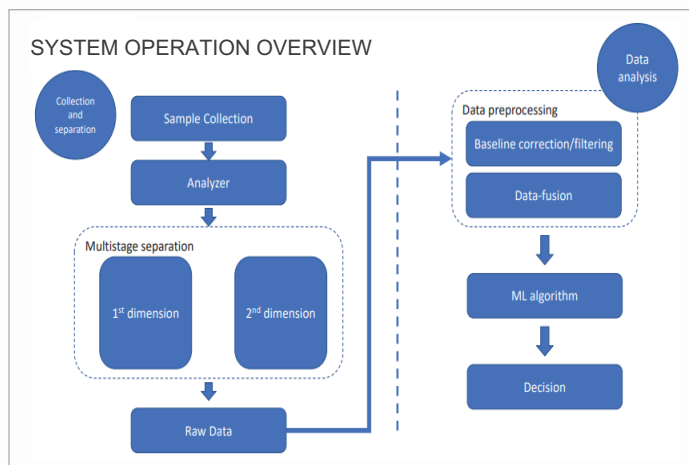 SYSTEM OPERATION OVERVIEW
Collection
and
separation
Sample Collection
Analyzer
Multistage separation
1st dimension
2nd dimension
Raw Data
Data
analysis
Data preprocessing
Baseline correction/filtering
Data-fusion
ML algorithm
Decision